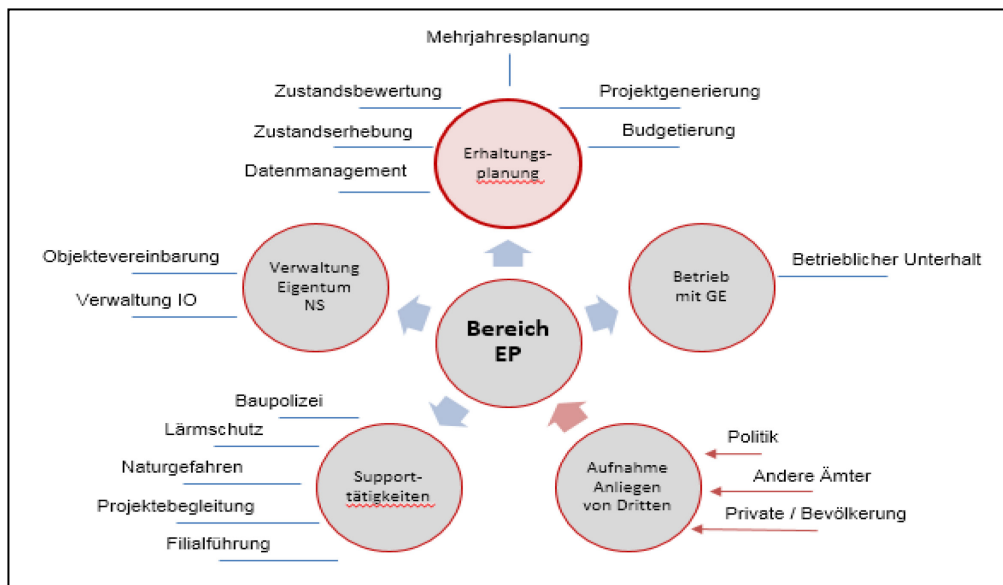 Mehrjahresplanung
Zustandsbewertung
Projektgenerierung
Zustandserhebung
Budgetierung
Datenmanagement
Erhaltungs-
planung
Objektevereinbarung
Verwaltung IO
Verwaltung
Eigentum
NS
Betrieb
mit GE
Betrieblicher Unterhalt
Bereich
EP
Baupolizei
Lärmschutz
Naturgefahren
Projektebegleitung
Filialführung
Support-
tätigkeiten
Aufnahme
Anliegen
von Dritten
Politik
Andere Ämter
Private / Bevölkerung